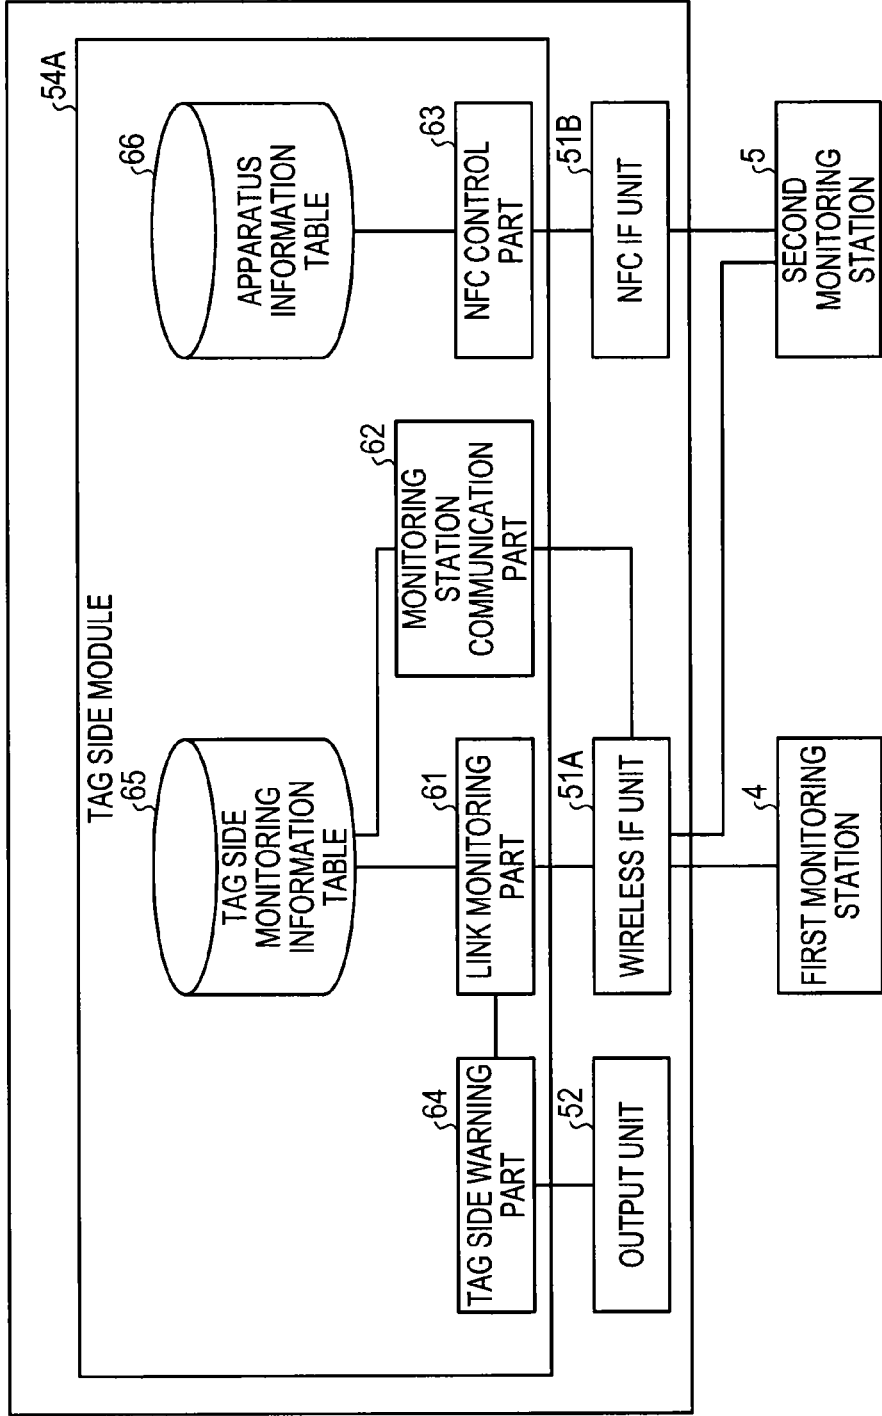 54A
TAG SIDE MODULE
65
TAG SIDE
MONITORING
INFORMATION
TABLE
66
APPARATUS
INFORMATION
TABLE
62
MONITORING
STATION
COMMUNICATION
PART
64
TAG SIDE WARNING
PART
61
LINK MONITORING
PART
63
NFC CONTROL
PART
52
OUTPUT UNIT
51A
WIRELESS IF UNIT
51B
NFC IF UNIT
4
FIRST MONITORING
STATION
5
SECOND
MONITORING
STATION